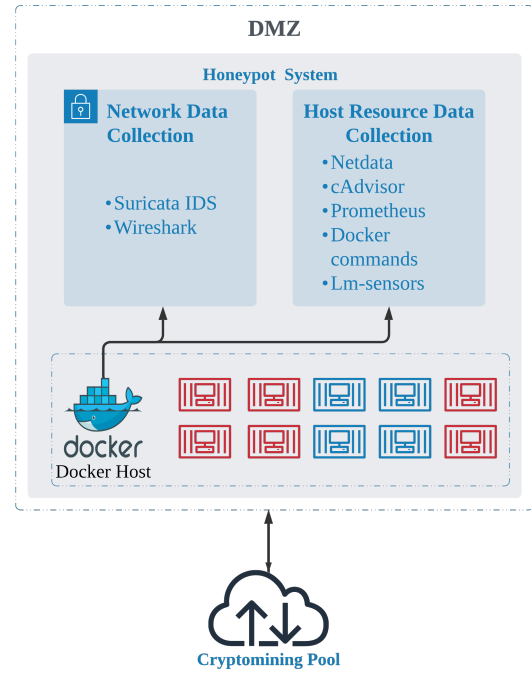 DMZ
Honeypot System
Network Data
Collection
• Suricata IDS
• Wireshark
Host Resource Data
Collection
• Netdata
• cAdvisor
• Prometheus
• Docker
commands
• Lm-sensors
docker
Docker Host
Cryptomining Pool